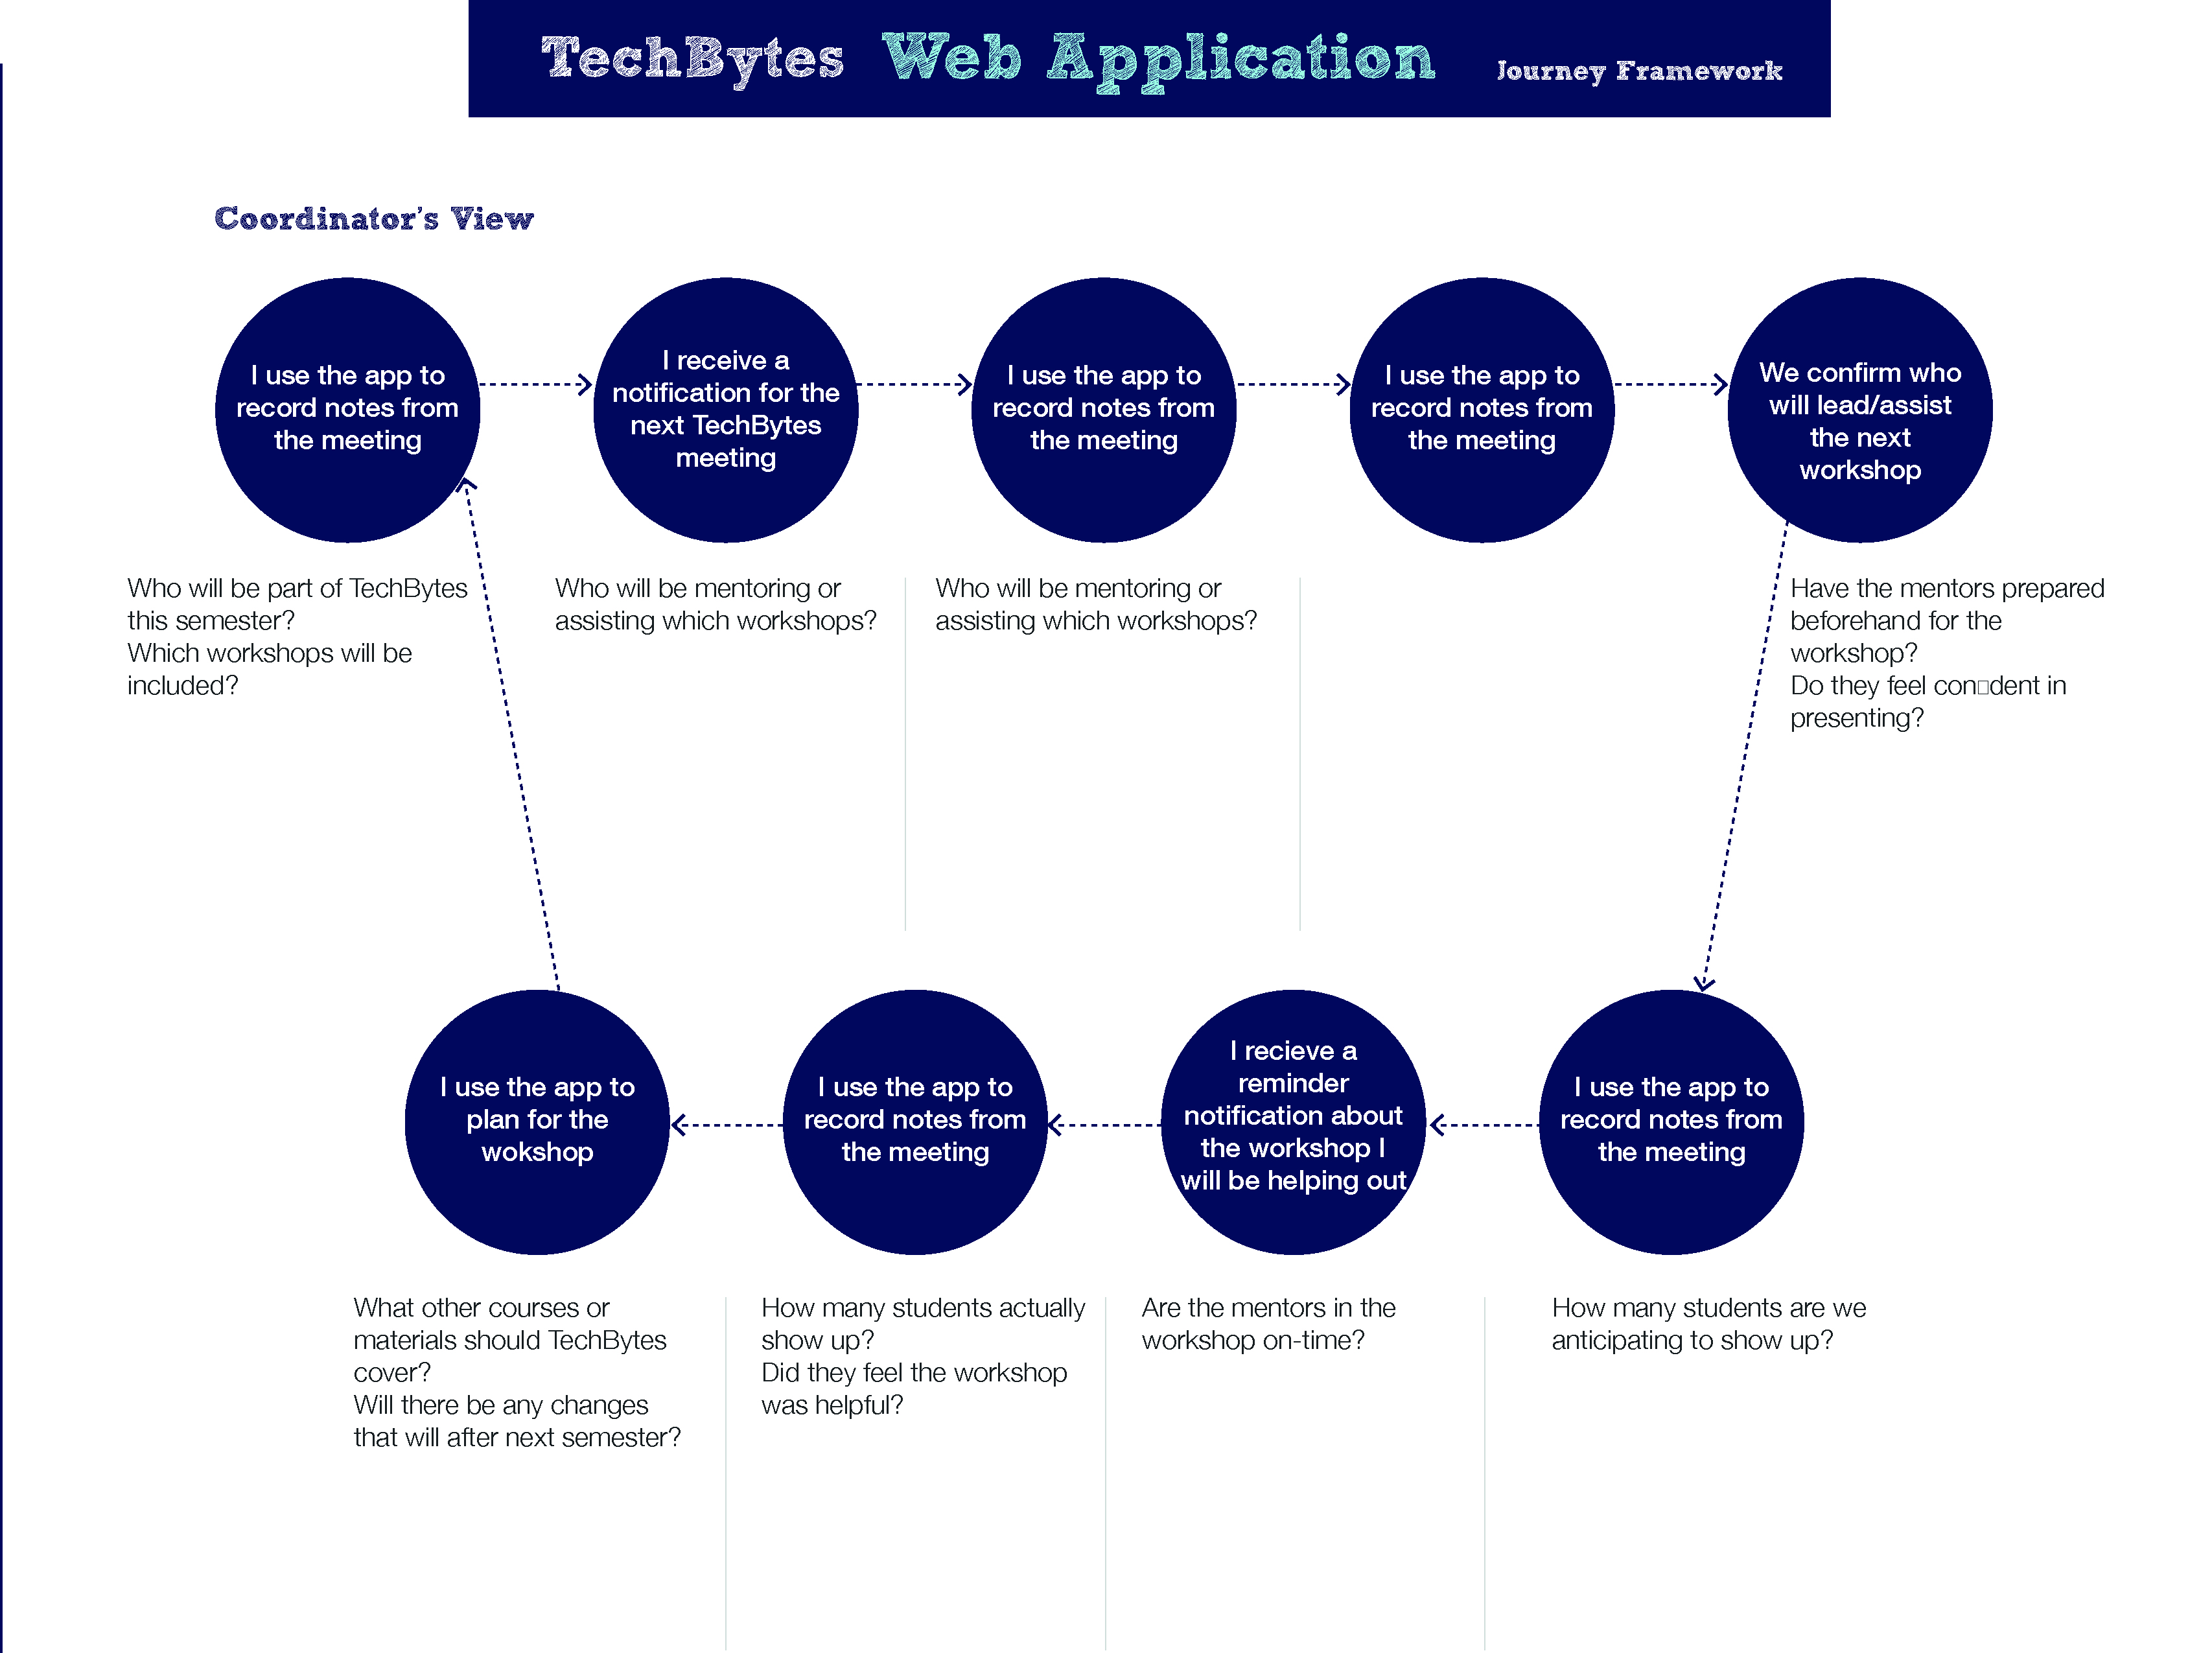 TechBytes Web Application Journey Framework
Coordinator's View
I use the app to
record notes from
the meeting
I receive a
notification for the
next TechBytes
meeting
I use the app to
record notes from
the meeting
I use the app to
record notes from
the meeting
We confirm who
will lead/assist
the next
workshop
Who will be part of TechBytes
this semester?
Which workshops will be
included?
Who will be mentoring or
assisting which workshops?
Who will be mentoring or
assisting which workshops?
Have the mentors prepared
beforehand for the
workshop?
Do they feel con□dent in
presenting?
I use the app to
plan for the
wokshop
I use the app to
record notes from
the meeting
I recieve a
reminder
notification about
the workshop I
will be helping out
I use the app to
record notes from
the meeting
What other courses or
materials should TechBytes
cover?
Will there be any changes
that will after next semester?
How many students actually
show up?
Did they feel the workshop
was helpful?
Are the mentors in the
workshop on-time?
How many students are we
anticipating to show up?